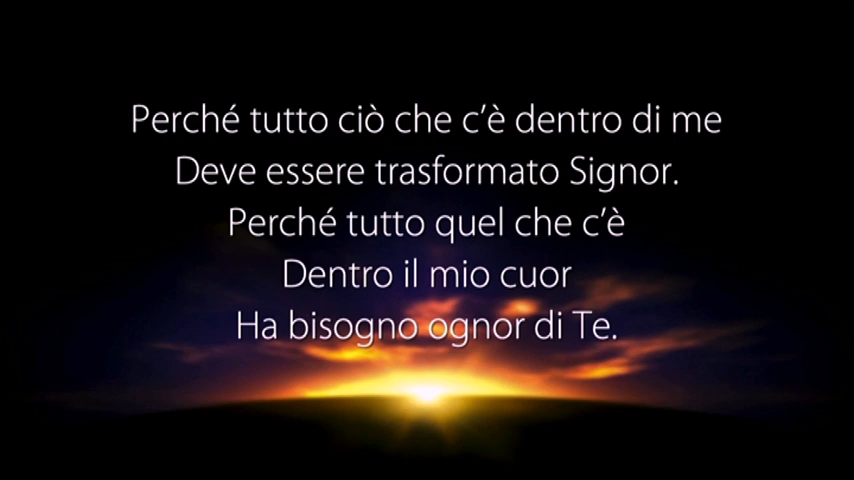 Perché tutto ciò che c’è dentro di me
Deve essere trasformato Signor.
Perché tutto quel che c’è
Dentro il mio cuor
Ha bisogno ognor di Te.